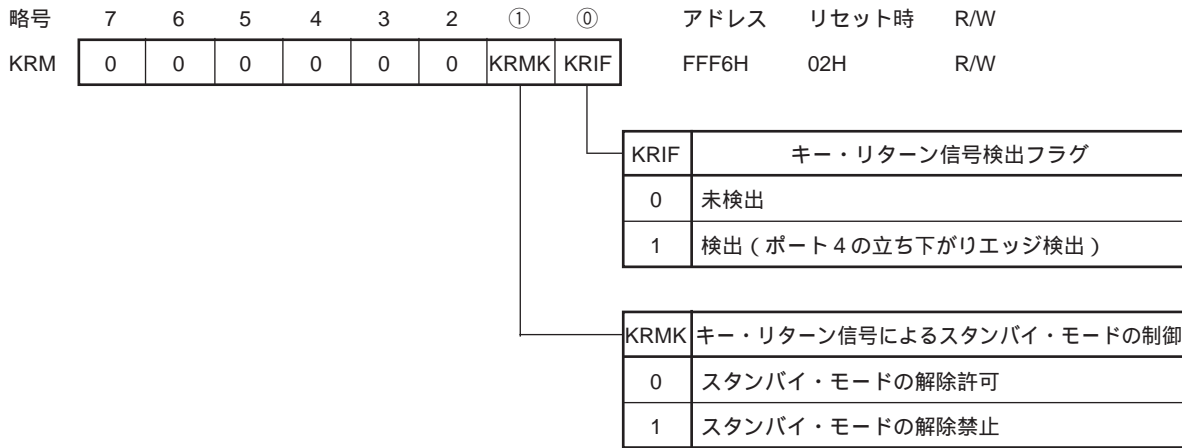 略号 7 6 5 4 3 2 ① ⓪ アドレス リセット時 R/W
KRM 0 0 0 0 0 0 KRMK KRIF FFF6H 02H R/W
KRIF キー・リターン信号検出フラグ
0 未検出
1 検出（ポート4の立ち下がりエッジ検出）
KRMK キー・リターン信号によるスタンバイ・モードの制御
0 スタンバイ・モードの解除許可
1 スタンバイ・モードの解除禁止